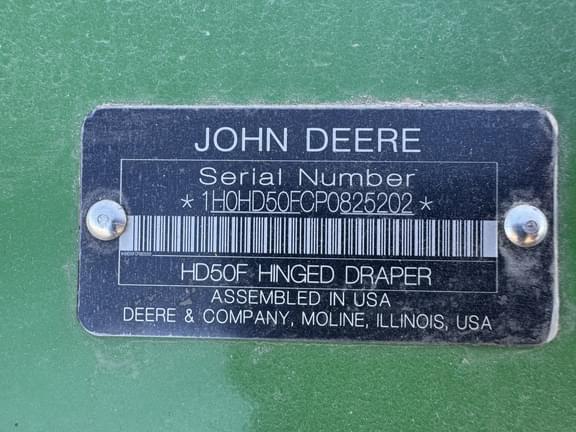 JOHN DEERE
Serial Number
*1H0HD50FCP0825202*
HD50F HINGED DRAPER
ASSEMBLED IN USA
DEERE & COMPANY, MOLINE, ILLINOIS, USA